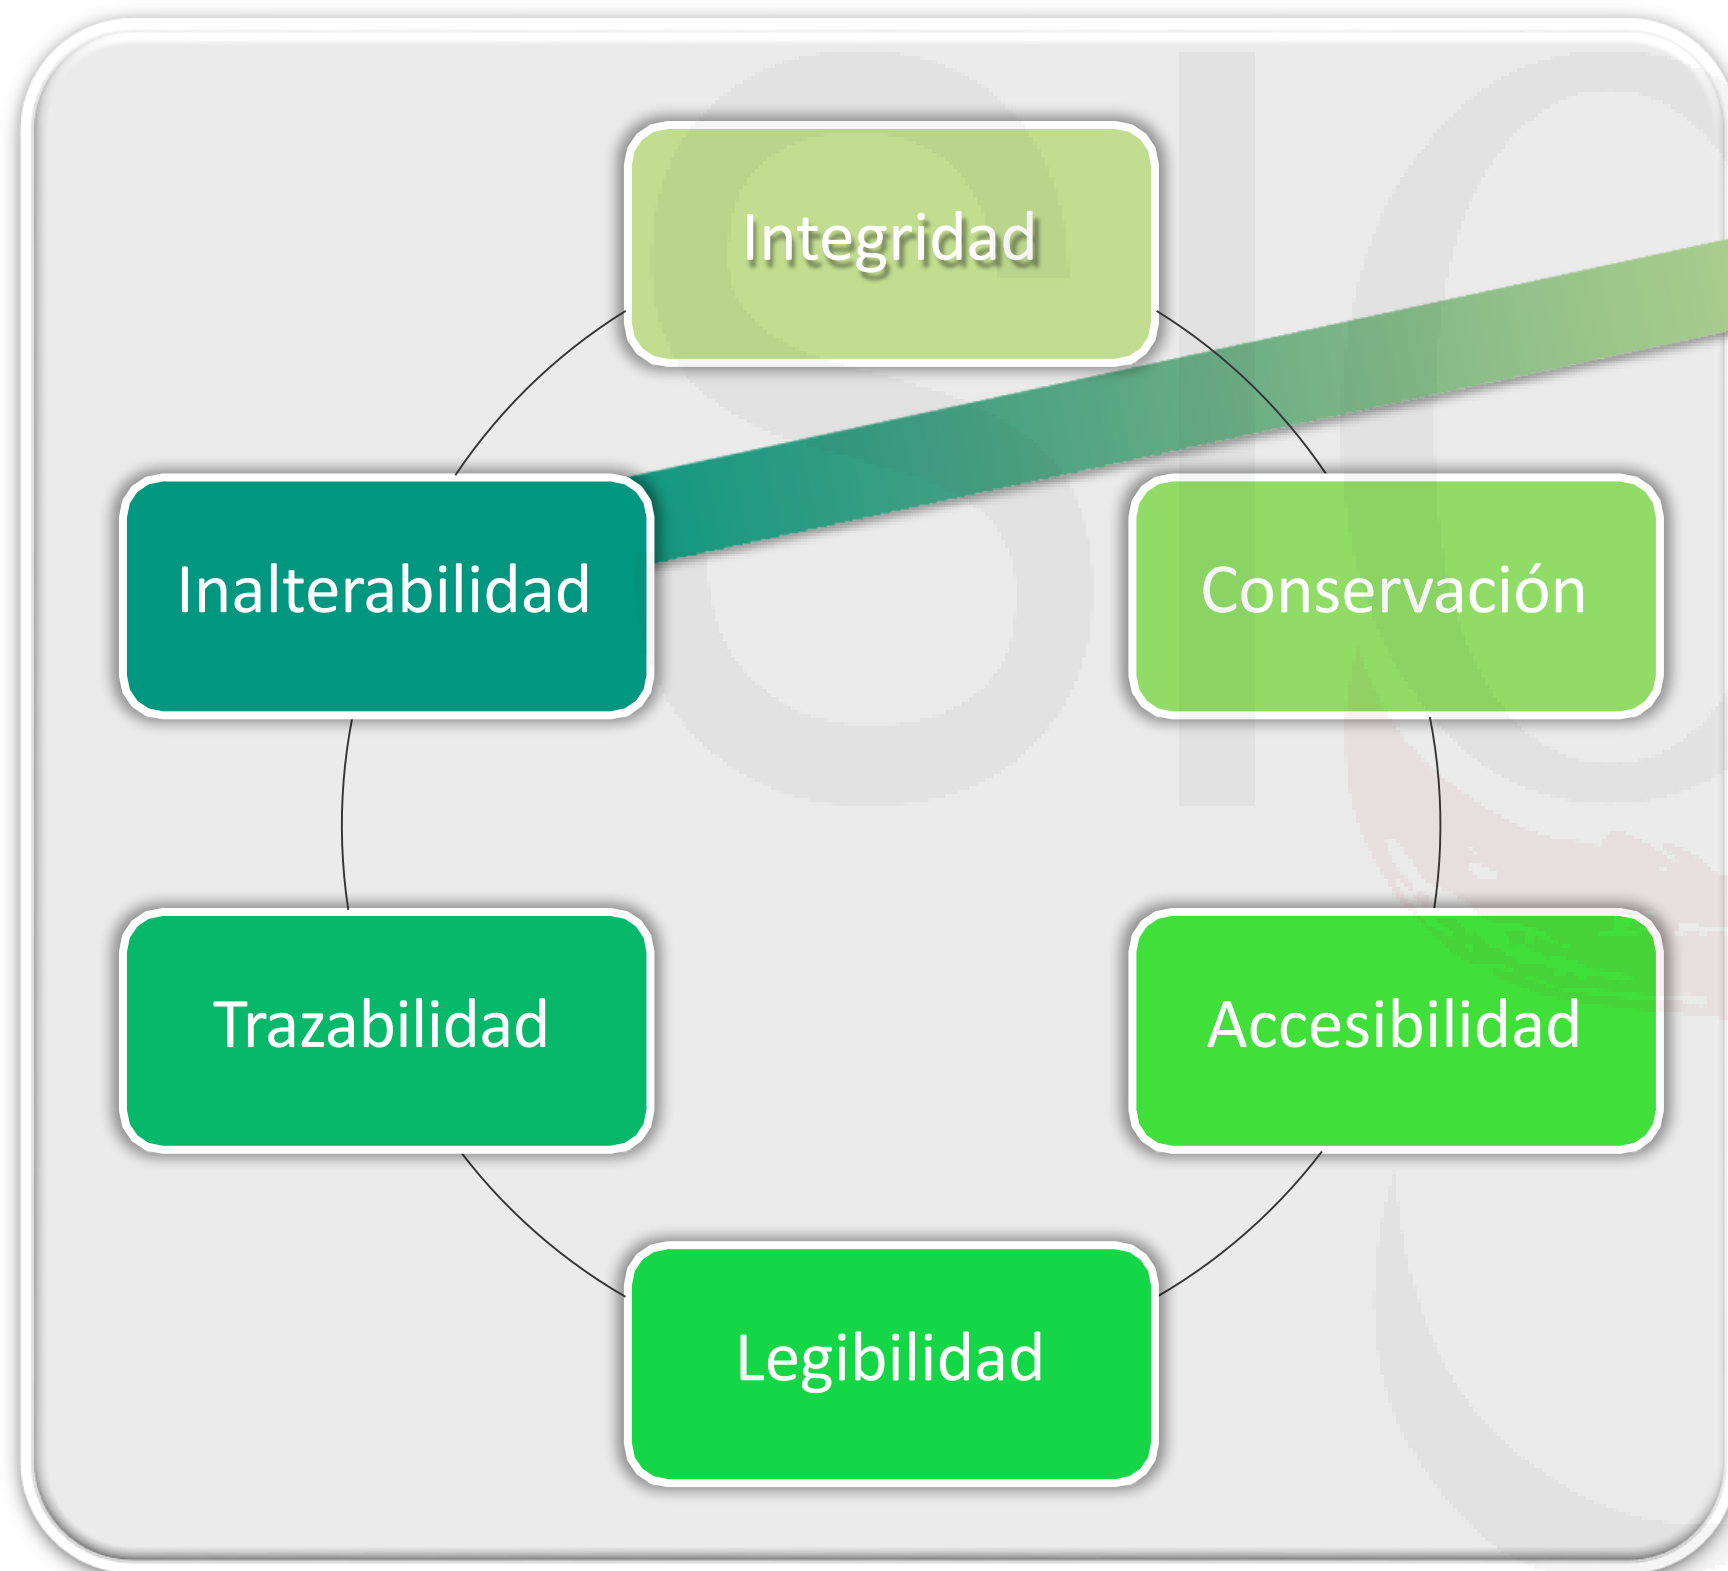 Integridad
Inalterabilidad
Conservación
Trazabilidad
Accesibilidad
Legibilidad